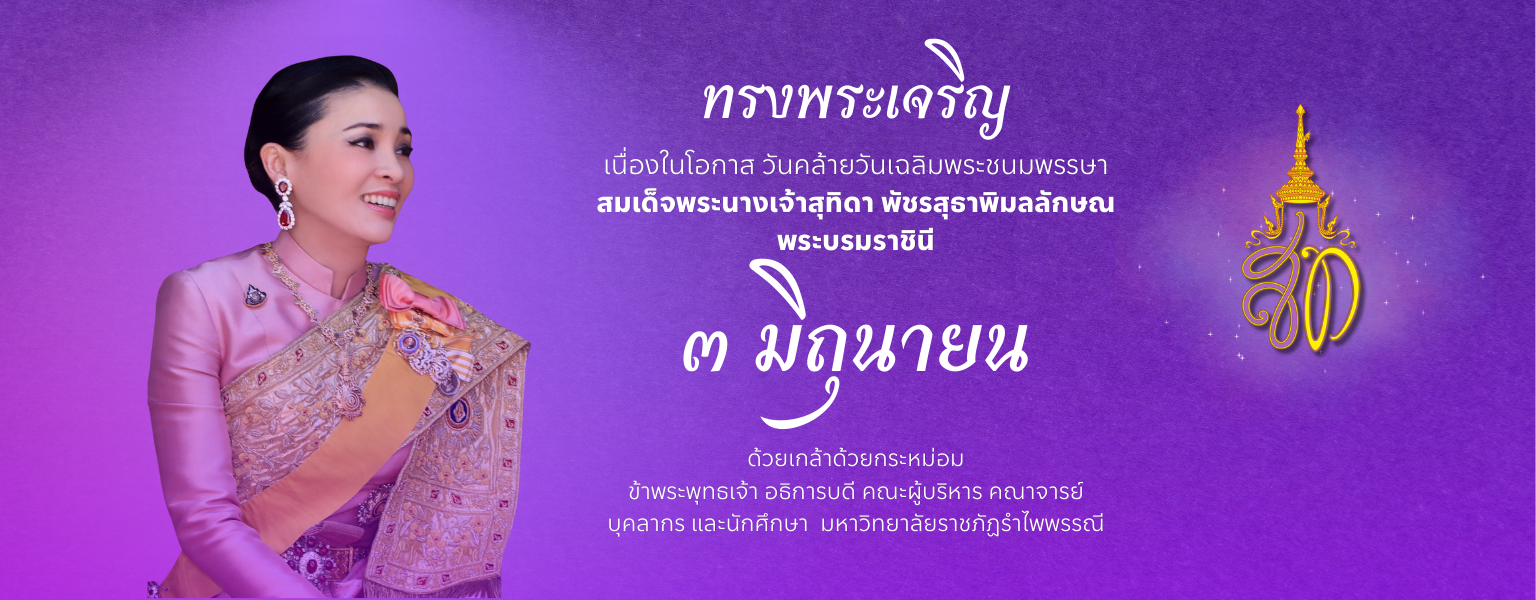 ทรงพระเจริญ
เนื่องในโอกาส วันคล้ายวันเฉลิมพระชนมพรรษา
สมเด็จพระนางเจ้าสุทิดา พัชรสุธาพิมลลักษณ
พระบรมราชินี
๓ มิถุนายน
ด้วยเกล้าด้วยกระหม่อม
ข้าพระพุทธเจ้า อธิการบดี คณะผู้บริหาร คณาจารย์
บุคลากร และนักศึกษา มหาวิทยาลัยราชภัฏรำไพพรรณี
สท